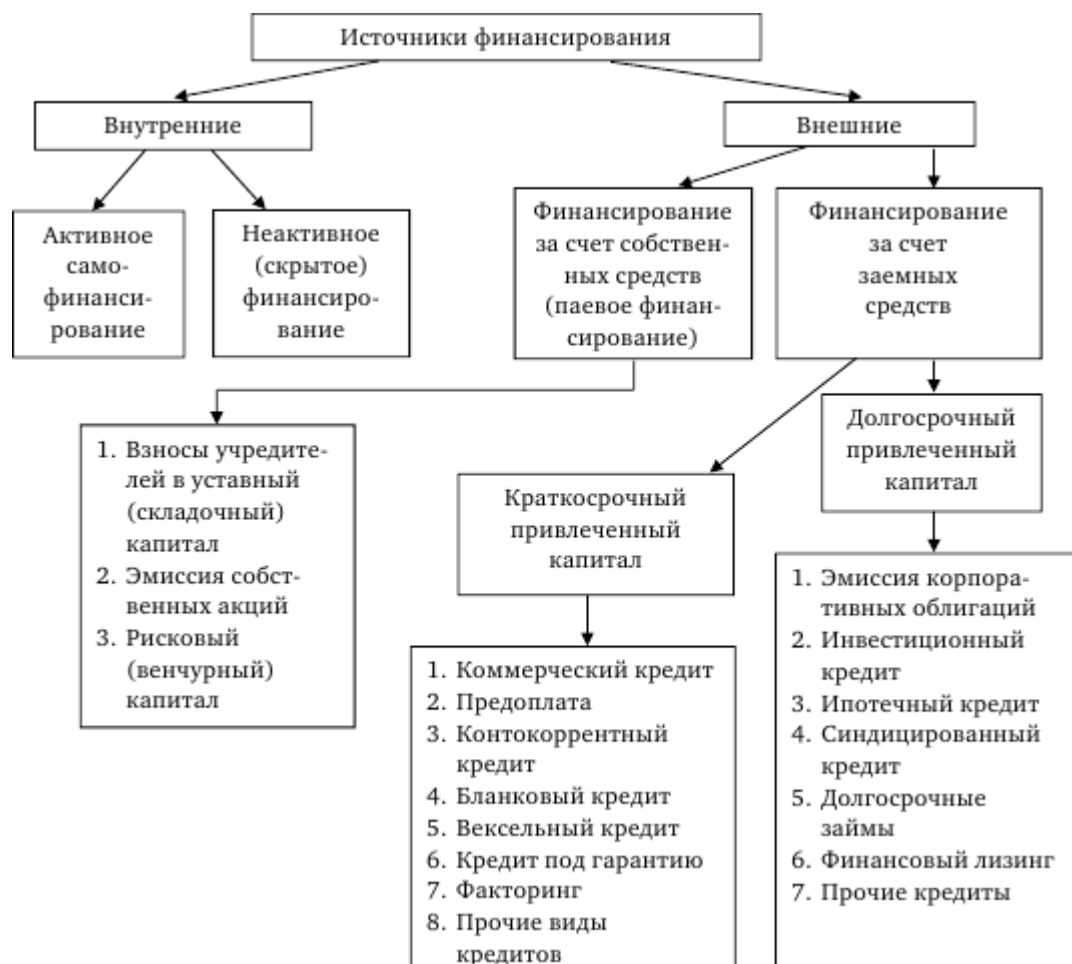 Источники финансирования
Внутренние
Внешние
Активное
само-
финанси-
рование
Неактивное
(скрытое)
финансиро-
вание
Финансирование
за счет собствен-
ных средств
(паевое финан-
сирование)
Финансирование
за счет
заемных
средств
1. Взносы учредите-
лей в уставный
(складочный)
капитал
2. Эмиссия собст-
венных акций
3. Рисковый
(венчурный)
капитал
Краткосрочный
привлеченный
капитал
Долгосрочный
привлеченный
капитал
1. Коммерческий кредит
2. Предоплата
3. Контокоррентный
кредит
4. Бланковый кредит
5. Вексельный кредит
6. Кредит под гарантию
7. Факторинг
8. Прочие виды
кредитов
1. Эмиссия корпора-
тивных облигаций
2. Инвестиционный
кредит
3. Ипотечный кредит
4. Синдицированный
кредит
5. Долгосрочные
займы
6. Финансовый лизинг
7. Прочие кредиты